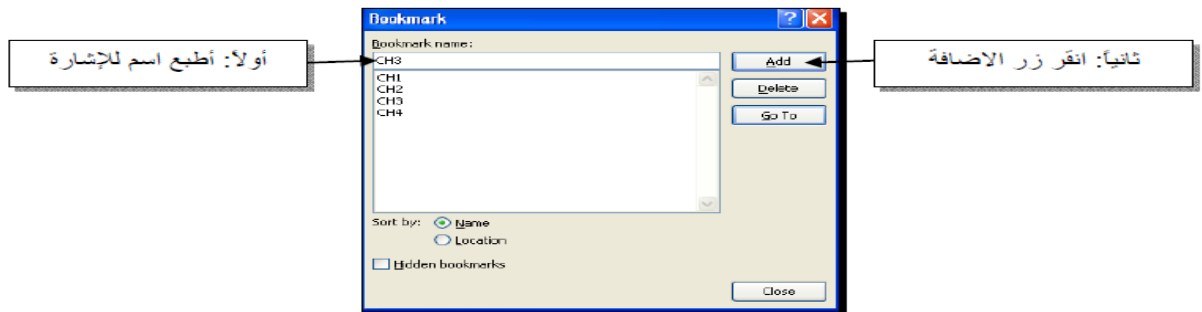 Bookmark
Bookmark name:
أولاً: أطبع اسم للإشارة
CH3
Add
ثانياً: انقر زر الاضافة
CH1
CH2
CH3
CH4
Delete
Go To
Sort by:
Name
Location
Hidden bookmarks
Close